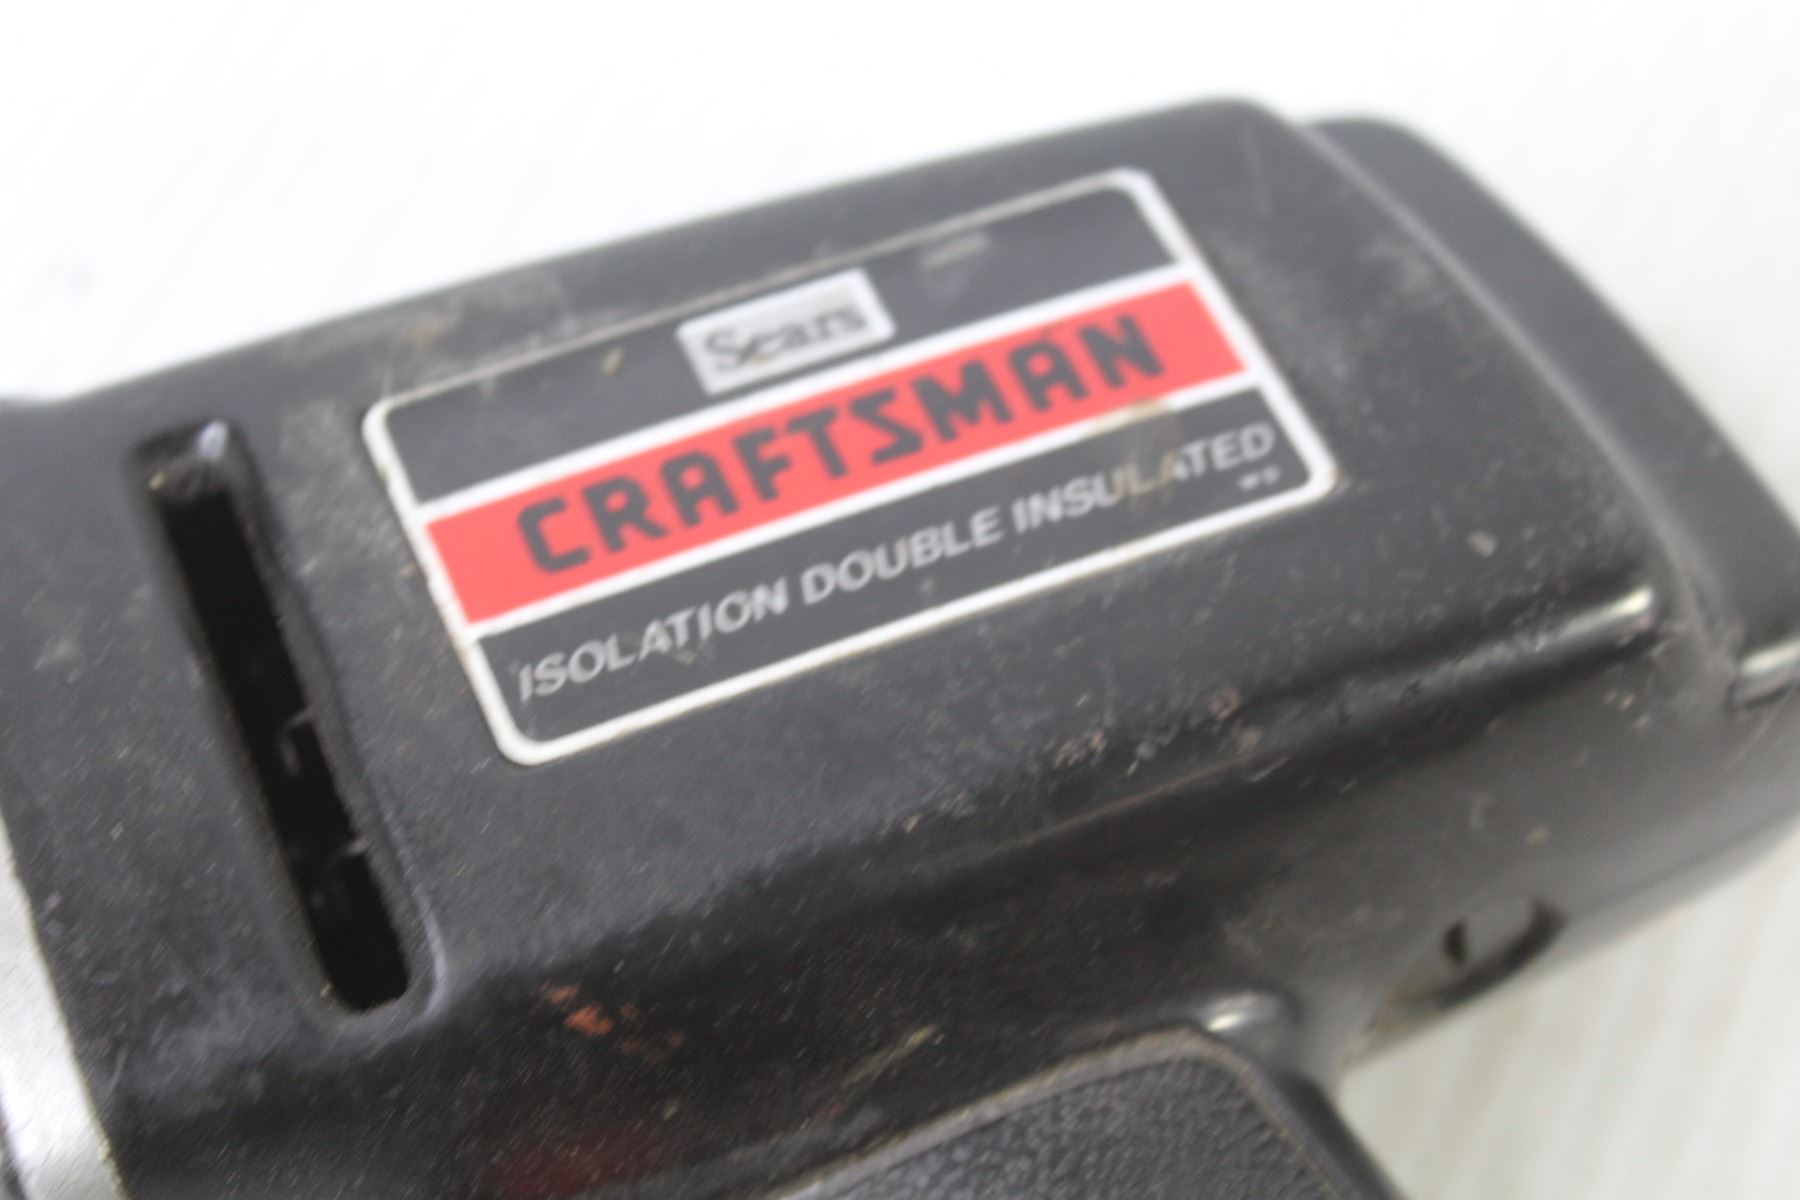 Sears
CRAFTSMAN
ISOLATION DOUBLE INSULATED